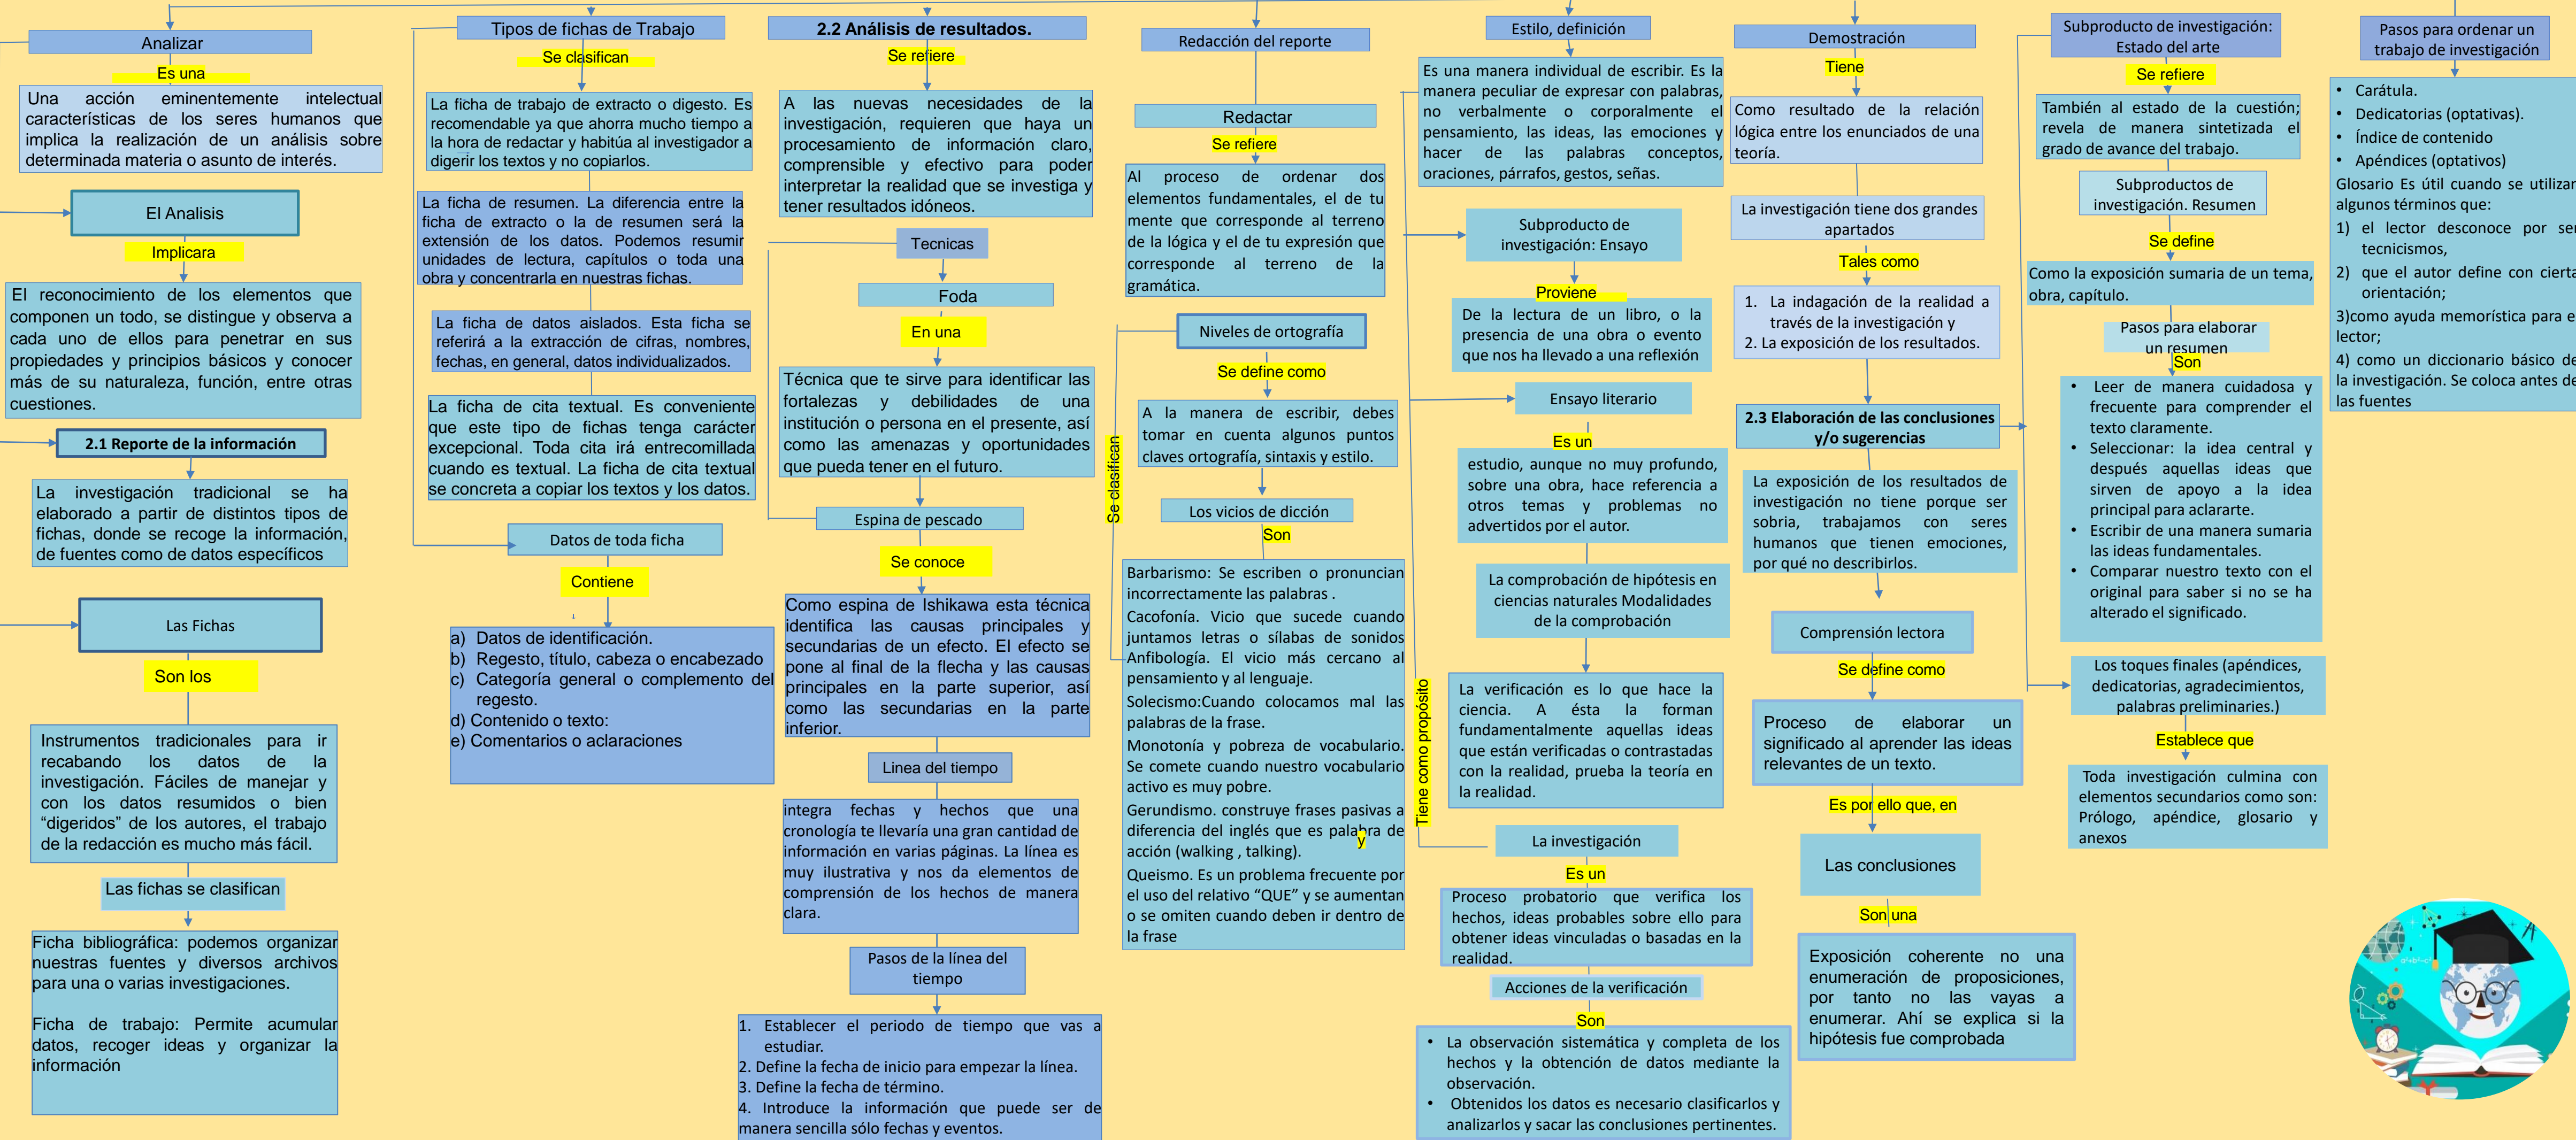 Analizar
Es una
Una acción eminentemente intelectual
características de los seres humanos que
implica la realización de un análisis sobre
determinada materia o asunto de interés.
El Analisis
Implicara
El reconocimiento de los elementos que
componen un todo, se distingue y observa a
cada uno de ellos para penetrar en sus
propiedades y principios básicos y conocer
más de su naturaleza, función, entre otras
cuestiones.
2.1 Reporte de la información
La investigación tradicional se ha
elaborado a partir de distintos tipos de
fichas, donde se recoge la información,
de fuentes como de datos específicos
Las Fichas
Son los
Instrumentos tradicionales para ir
recabando los datos de la
investigación. Fáciles de manejar y
con los datos resumidos o bien
“digeridos” de los autores, el trabajo
de la redacción es mucho más fácil.
Las fichas se clasifican
Ficha bibliográfica: podemos organizar
nuestras fuentes y diversos archivos
para una o varias investigaciones.
Ficha de trabajo: Permite acumular
datos, recoger ideas y organizar la
información
Tipos de fichas de Trabajo
Se clasifican
La ficha de trabajo de extracto o digesto. Es
recomendable ya que ahorra mucho tiempo a
la hora de redactar y habitúa al investigador a
digerir los textos y no copiarlos.
La ficha de resumen. La diferencia entre la
ficha de extracto o la de resumen será la
extensión de los datos. Podemos resumir
unidades de lectura, capítulos o toda una
obra y concentrarla en nuestras fichas.
La ficha de datos aislados. Esta ficha se
referirá a la extracción de cifras, nombres,
fechas, en general, datos individualizados.
La ficha de cita textual. Es conveniente
que este tipo de fichas tenga carácter
excepcional. Toda cita irá entrecomillada
cuando es textual. La ficha de cita textual
se concreta a copiar los textos y los datos.
Datos de toda ficha
Contiene
a) Datos de identificación.
b) Regesto, título, cabeza o encabezado
c) Categoría general o complemento del
regesto.
d) Contenido o texto:
e) Comentarios o aclaraciones
2.2 Análisis de resultados.
Se refiere
A las nuevas necesidades de la
investigación, requieren que haya un
procesamiento de información claro,
comprensible y efectivo para poder
interpretar la realidad que se investiga y
tener resultados idóneos.
Tecnicas
Foda
En una
Técnica que te sirve para identificar las
fortalezas y debilidades de una
institución o persona en el presente, así
como las amenazas y oportunidades
que pueda tener en el futuro.
Espina de pescado
Se conoce
Como espina de Ishikawa esta técnica
identifica las causas principales y
secundarias de un efecto. El efecto se
pone al final de la flecha y las causas
principales en la parte superior, así
como las secundarias en la parte
inferior.
Linea del tiempo
integra fechas y hechos que una
cronología te llevaría una gran cantidad de
información en varias páginas. La línea es
muy ilustrativa y nos da elementos de
comprensión de los hechos de manera
clara.
Pasos de la línea del
tiempo
1. Establecer el periodo de tiempo que vas a
estudiar.
2. Define la fecha de inicio para empezar la línea.
3. Define la fecha de término.
4. Introduce la información que puede ser de
manera sencilla sólo fechas y eventos.
Redacción del reporte
Redactar
Se refiere
Al proceso de ordenar dos
elementos fundamentales, el de tu
mente que corresponde al terreno
de la lógica y el de tu expresión que
corresponde al terreno de la
gramática.
Niveles de ortografía
Se define como
A la manera de escribir, debes
tomar en cuenta algunos puntos
claves ortografía, sintaxis y estilo.
Se clasifican
Los vicios de dicción
Son
Barbarismo: Se escriben o pronuncian
incorrectamente las palabras .
Cacofonía. Vicio que sucede cuando
juntamos letras o sílabas de sonidos
Anfibología. El vicio más cercano al
pensamiento y al lenguaje.
Solecismo:Cuando colocamos mal las
palabras de la frase.
Monotonía y pobreza de vocabulario.
Se comete cuando nuestro vocabulario
activo es muy pobre.
Gerundismo. construye frases pasivas a
diferencia del inglés que es palabra de
acción (walking , talking).
y
Queismo. Es un problema frecuente por
el uso del relativo “QUE” y se aumentan
o se omiten cuando deben ir dentro de
la frase
Estilo, definición
Es una manera individual de escribir. Es la
manera peculiar de expresar con palabras,
no verbalmente o corporalmente el
pensamiento, las ideas, las emociones y
hacer de las palabras conceptos,
oraciones, párrafos, gestos, señas.
Subproducto de
investigación: Ensayo
Proviene
De la lectura de un libro, o la
presencia de una obra o evento
que nos ha llevado a una reflexión
Ensayo literario
Es un
estudio, aunque no muy profundo,
sobre una obra, hace referencia a
otros temas y problemas no
advertidos por el autor.
La comprobación de hipótesis en
ciencias naturales Modalidades
de la comprobación
La verificación es lo que hace la
ciencia. A ésta la forman
fundamentalmente aquellas ideas
que están verificadas o contrastadas
con la realidad, prueba la teoría en
la realidad.
Tiene como propósito
La investigación
Es un
Proceso probatorio que verifica los
hechos, ideas probables sobre ello para
obtener ideas vinculadas o basadas en la
realidad.
Acciones de la verificación
Son
• La observación sistemática y completa de los
hechos y la obtención de datos mediante la
observación.
• Obtenidos los datos es necesario clasificarlos y
analizarlos y sacar las conclusiones pertinentes.
Demostración
Tiene
Como resultado de la relación
lógica entre los enunciados de una
teoría.
La investigación tiene dos grandes
apartados
Tales como
1. La indagación de la realidad a
través de la investigación y
2. La exposición de los resultados.
2.3 Elaboración de las conclusiones
y/o sugerencias
La exposición de los resultados de
investigación no tiene porque ser
sobria, trabajamos con seres
humanos que tienen emociones,
por qué no describirlos.
Comprensión lectora
Se define como
Proceso de elaborar un
significado al aprender las ideas
relevantes de un texto.
Es por ello que, en
Las conclusiones
Son una
Exposición coherente no una
enumeración de proposiciones,
por tanto no las vayas a
enumerar. Ahí se explica si la
hipótesis fue comprobada
Subproducto de investigación:
Estado del arte
Se refiere
También al estado de la cuestión;
revela de manera sintetizada el
grado de avance del trabajo.
Subproductos de
investigación. Resumen
Se define
Como la exposición sumaria de un tema,
obra, capítulo.
Pasos para elaborar
un resumen
Son
• Leer de manera cuidadosa y
frecuente para comprender el
texto claramente.
• Seleccionar: la idea central y
después aquellas ideas que
sirven de apoyo a la idea
principal para aclararte.
• Escribir de una manera sumaria
las ideas fundamentales.
• Comparar nuestro texto con el
original para saber si no se ha
alterado el significado.
Los toques finales (apéndices,
dedicatorias, agradecimientos,
palabras preliminaries.)
Establece que
Toda investigación culmina con
elementos secundarios como son:
Prólogo, apéndice, glosario y
anexos
Pasos para ordenar un
trabajo de investigación
• Carátula.
• Dedicatorias (optativas).
• Índice de contenido
• Apéndices (optativos)
Glosario Es útil cuando se utilizar
algunos términos que:
1) el lector desconoce por ser
tecnicismos,
2) que el autor define con cierta
orientación;
3)como ayuda memorística para e
lector;
4) como un diccionario básico de
la investigación. Se coloca antes de
las fuentes